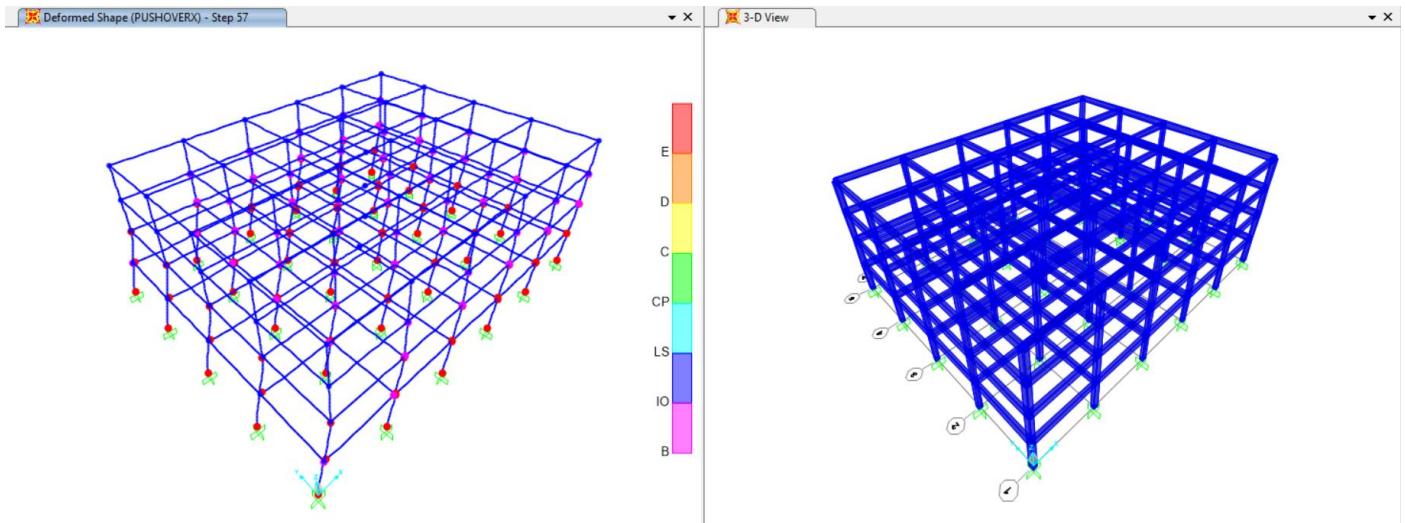 Deformed Shape (PUSHOVERX) - Step 57
3-D View
E
D
C
CP
LS
IO
B